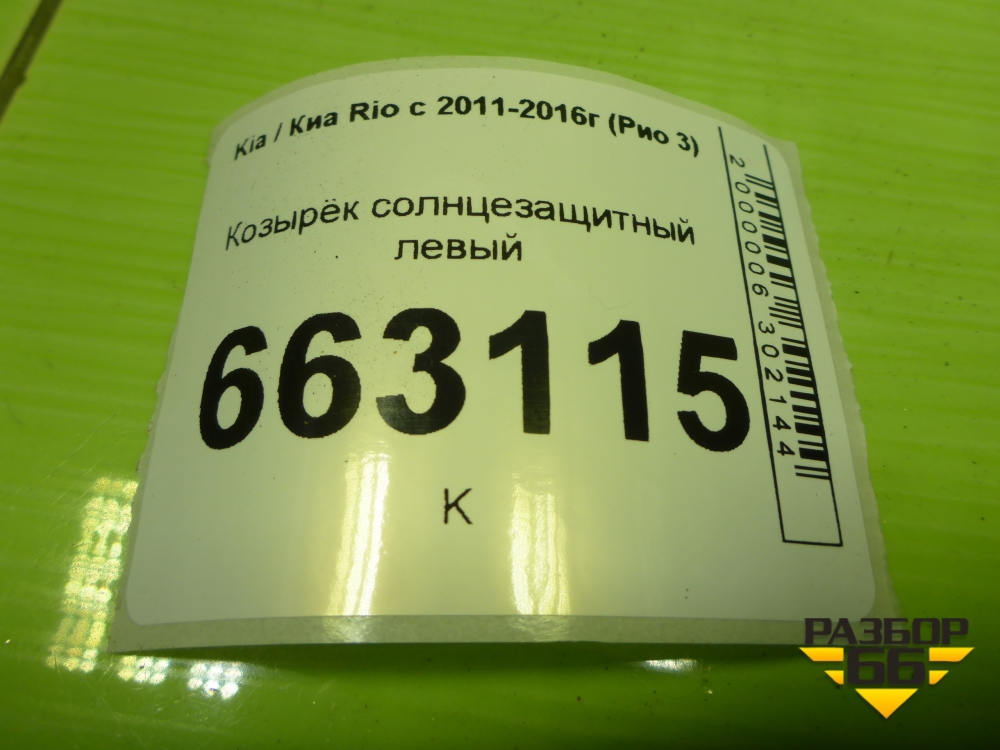 Kia / Киа Rio с 2011-2016г (Рио 3)
Козырёк солнцезащитный
левый
663115
К
2000006302144
РАЗБОР
66